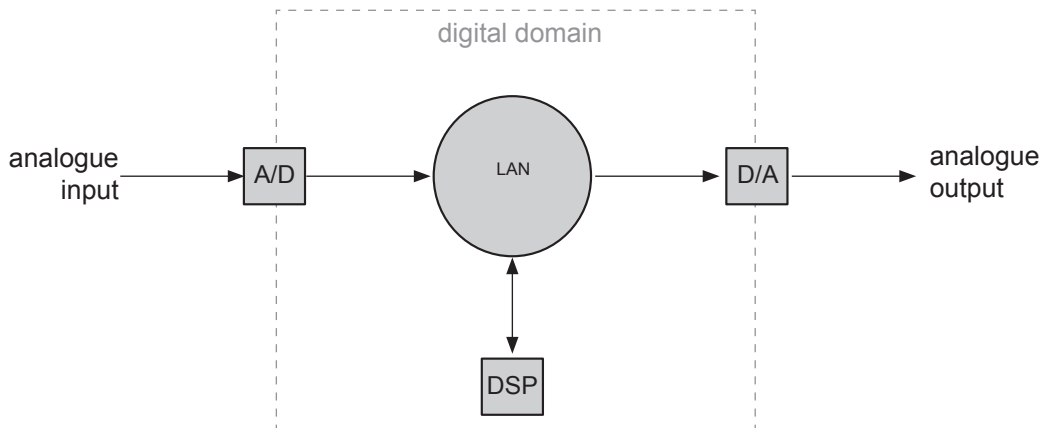 digital domain
analogue
input
A/D
LAN
D/A
analogue
output
DSP